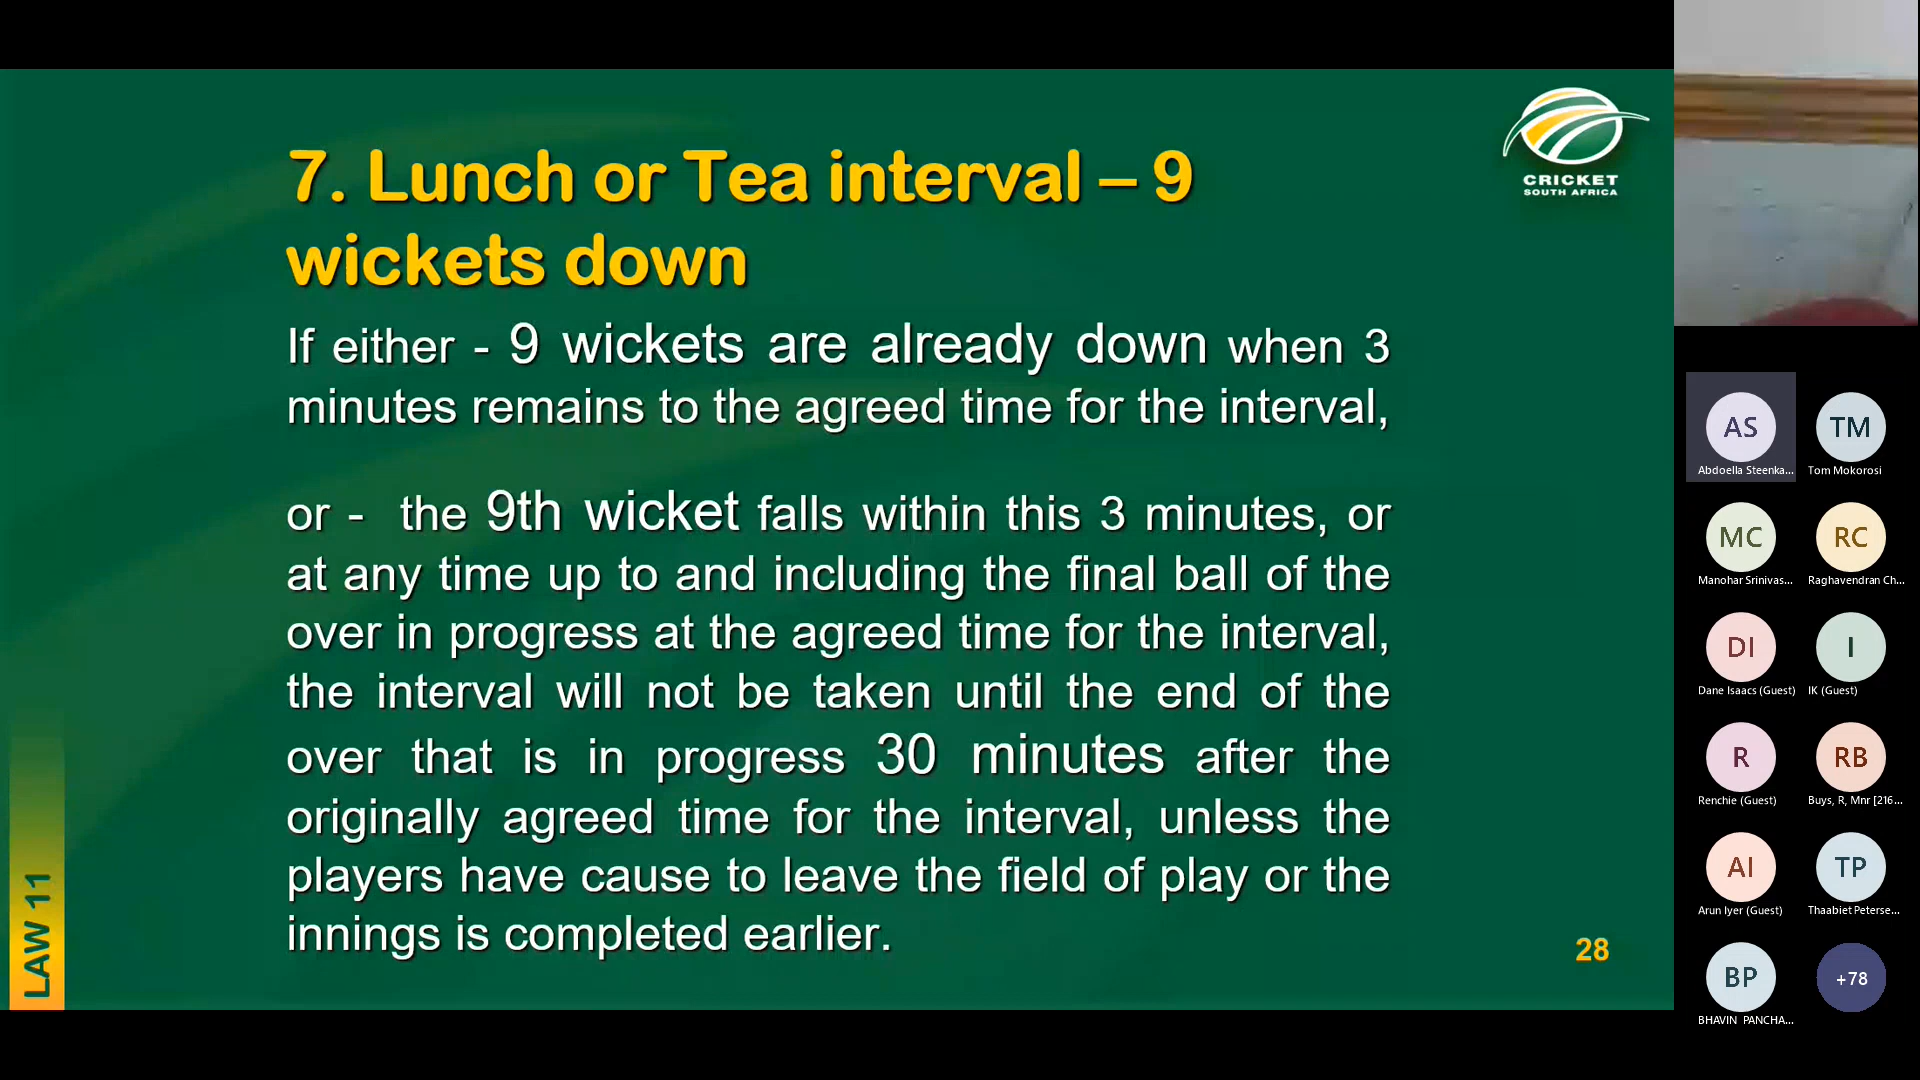 7. Lunch or Tea interval – 9
wickets down
CRICKET
SOUTH AFRICA
If either - 9 wickets are already down when 3
minutes remains to the agreed time for the interval,
or - the 9th wicket falls within this 3 minutes, or
at any time up to and including the final ball of the
over in progress at the agreed time for the interval,
the interval will not be taken until the end of the
over that is in progress 30 minutes after the
originally agreed time for the interval, unless the
players have cause to leave the field of play or the
innings is completed earlier.
28
LAW 11
AS
Abdoella Steenka...
TM
Tom Mokorosi
MC
Manohar Srinivas...
RC
Raghavendran Ch...
DI
Dane Isaacs (Guest)
I
IK (Guest)
R
Renchie (Guest)
RB
Buys, R, Mnr [216...
AI
Arun Iyer (Guest)
TP
Thaabiet Peterse...
BP
BHAVIN PANCHA...
+78